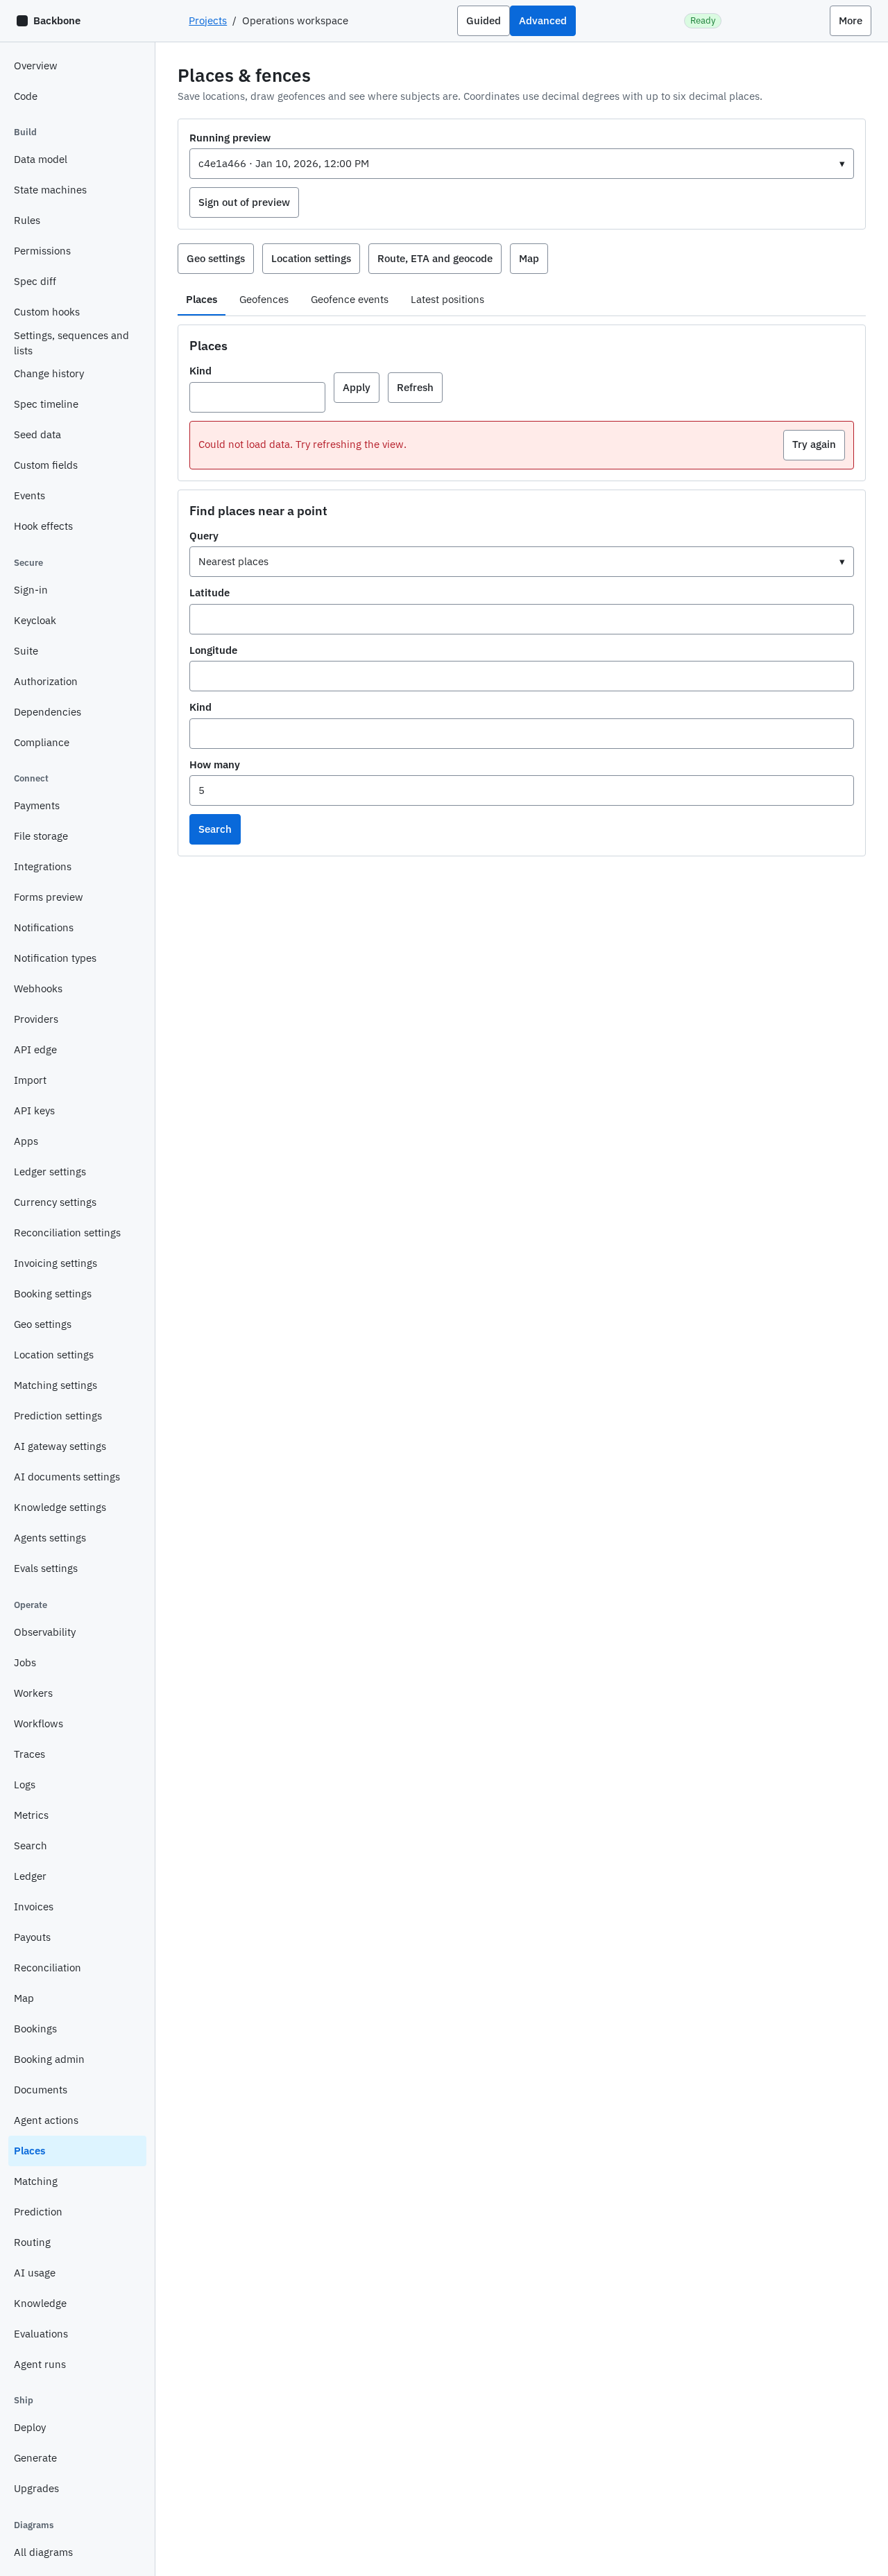 Backbone
Projects / Operations workspace
Guided
Advanced
Ready
More
Overview
Code
Build
Data model
State machines
Rules
Permissions
Spec diff
Custom hooks
Settings, sequences and
lists
Change history
Spec timeline
Seed data
Custom fields
Events
Hook effects
Secure
Sign-in
Keycloak
Suite
Authorization
Dependencies
Compliance
Connect
Payments
File storage
Integrations
Forms preview
Notifications
Notification types
Webhooks
Providers
API edge
Import
API keys
Apps
Ledger settings
Currency settings
Reconciliation settings
Invoicing settings
Booking settings
Geo settings
Location settings
Matching settings
Prediction settings
AI gateway settings
AI documents settings
Knowledge settings
Agents settings
Evals settings
Operate
Observability
Jobs
Workers
Workflows
Traces
Logs
Metrics
Search
Ledger
Invoices
Payouts
Reconciliation
Map
Bookings
Booking admin
Documents
Agent actions
Places
Matching
Prediction
Routing
AI usage
Knowledge
Evaluations
Agent runs
Ship
Deploy
Generate
Upgrades
Diagrams
All diagrams
Places & fences
Save locations, draw geofences and see where subjects are. Coordinates use decimal degrees with up to six decimal places.
Running preview
c4e1a466 · Jan 10, 2026, 12:00 PM
Sign out of preview
Geo settings
Location settings
Route, ETA and geocode
Map
Places
Geofences
Geofence events
Latest positions
Places
Kind
Apply
Refresh
Could not load data. Try refreshing the view.
Try again
Find places near a point
Query
Nearest places
Latitude
Longitude
Kind
How many
5
Search